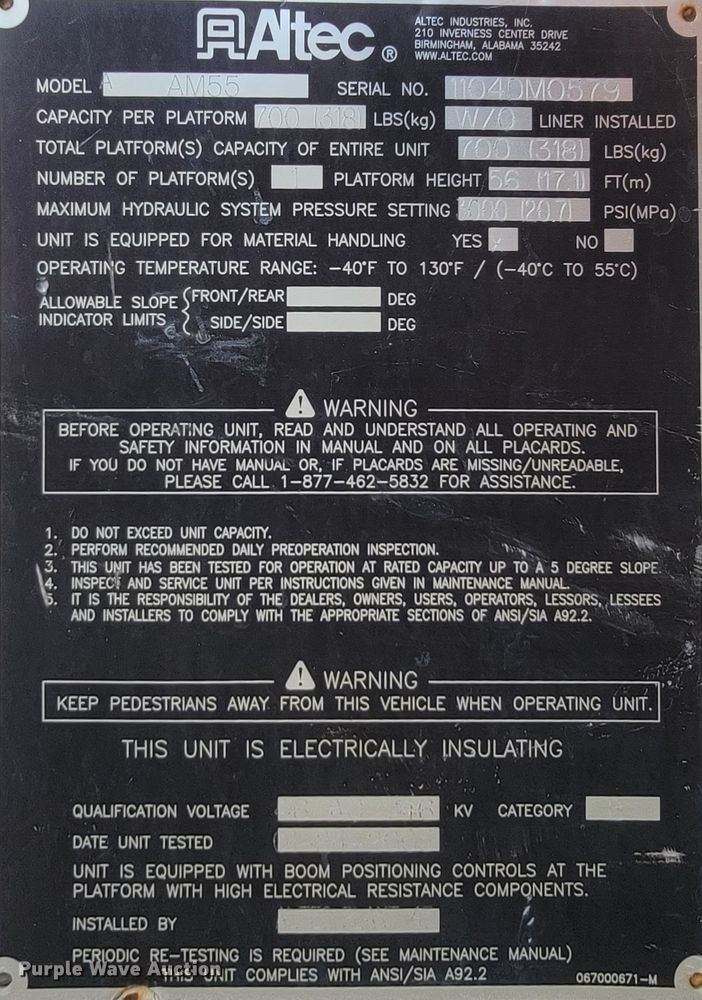 Altec ®
ALTEC INDUSTRIES, INC.
210 INVERNESS CENTER DRIVE
BIRMINGHAM, ALABAMA 35242
WWW.ALTEC.COM
MODEL A AM55 SERIAL NO. 1104DM0579
CAPACITY PER PLATFORM 700 (318) LBS(kg) W/O LINER INSTALLED
TOTAL PLATFORM(S) CAPACITY OF ENTIRE UNIT 700 (318) LBS(kg)
NUMBER OF PLATFORM(S) 1 PLATFORM HEIGHT 56 (17.1) FT(m)
MAXIMUM HYDRAULIC SYSTEM PRESSURE SETTING 3000 (20.7) PSI(MPa)
UNIT IS EQUIPPED FOR MATERIAL HANDLING YES X NO
OPERATING TEMPERATURE RANGE: -40°F TO 130°F / (-40°C TO 55°C)
ALLOWABLE SLOPE INDICATOR LIMITS
FRONT/REAR DEG
SIDE/SIDE DEG
WARNING
BEFORE OPERATING UNIT, READ AND UNDERSTAND ALL OPERATING AND
SAFETY INFORMATION IN MANUAL AND ON ALL PLACARDS.
IF YOU DO NOT HAVE MANUAL OR, IF PLACARDS ARE MISSING/UNREADABLE,
PLEASE CALL 1-877-462-5832 FOR ASSISTANCE.
1. DO NOT EXCEED UNIT CAPACITY.
2. PERFORM RECOMMENDED DAILY PREOPERATION INSPECTION.
3. THIS UNIT HAS BEEN TESTED FOR OPERATION AT RATED CAPACITY UP TO A 5 DEGREE SLOPE.
4. INSPECT AND SERVICE UNIT PER INSTRUCTIONS GIVEN IN MAINTENANCE MANUAL.
5. IT IS THE RESPONSIBILITY OF THE DEALERS, OWNERS, USERS, OPERATORS, LESSORS, LESSEES
AND INSTALLERS TO COMPLY WITH THE APPROPRIATE SECTIONS OF ANSI/SIA A92.2.
WARNING
KEEP PEDESTRIANS AWAY FROM THIS VEHICLE WHEN OPERATING UNIT.
THIS UNIT IS ELECTRICALLY INSULATING
QUALIFICATION VOLTAGE KV CATEGORY
DATE UNIT TESTED
UNIT IS EQUIPPED WITH BOOM POSITIONING CONTROLS AT THE
PLATFORM WITH HIGH ELECTRICAL RESISTANCE COMPONENTS.
INSTALLED BY
PERIODIC RE-TESTING IS REQUIRED (SEE MAINTENANCE MANUAL)
THIS UNIT COMPLIES WITH ANSI/SIA A92.2 067000671-M
Purple Wave Auction